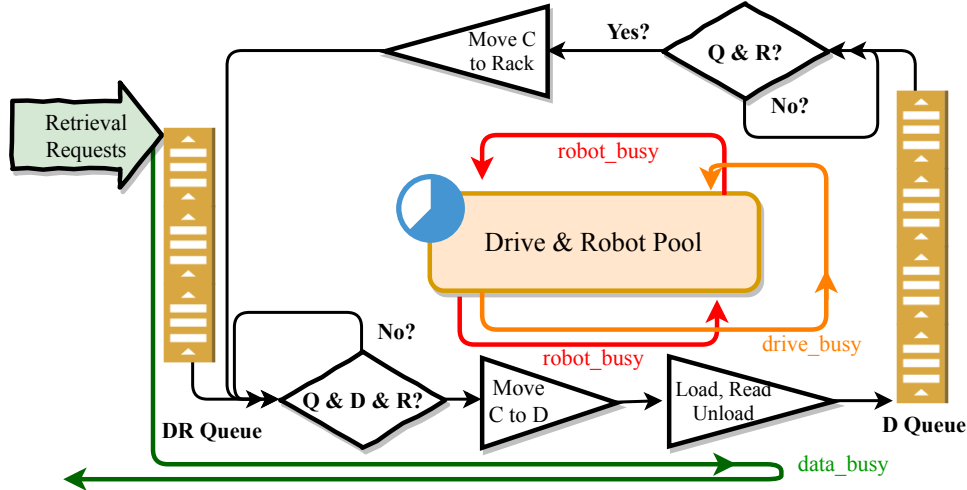 Yes?
Move C
to Rack
Q & R?
No?
Retrieval
Requests
robot_busy
Drive & Robot Pool
No?
robot_busy
drive_busy
Q & D & R?
Move
C to D
Load, Read
Unload
DR Queue
D Queue
data_busy